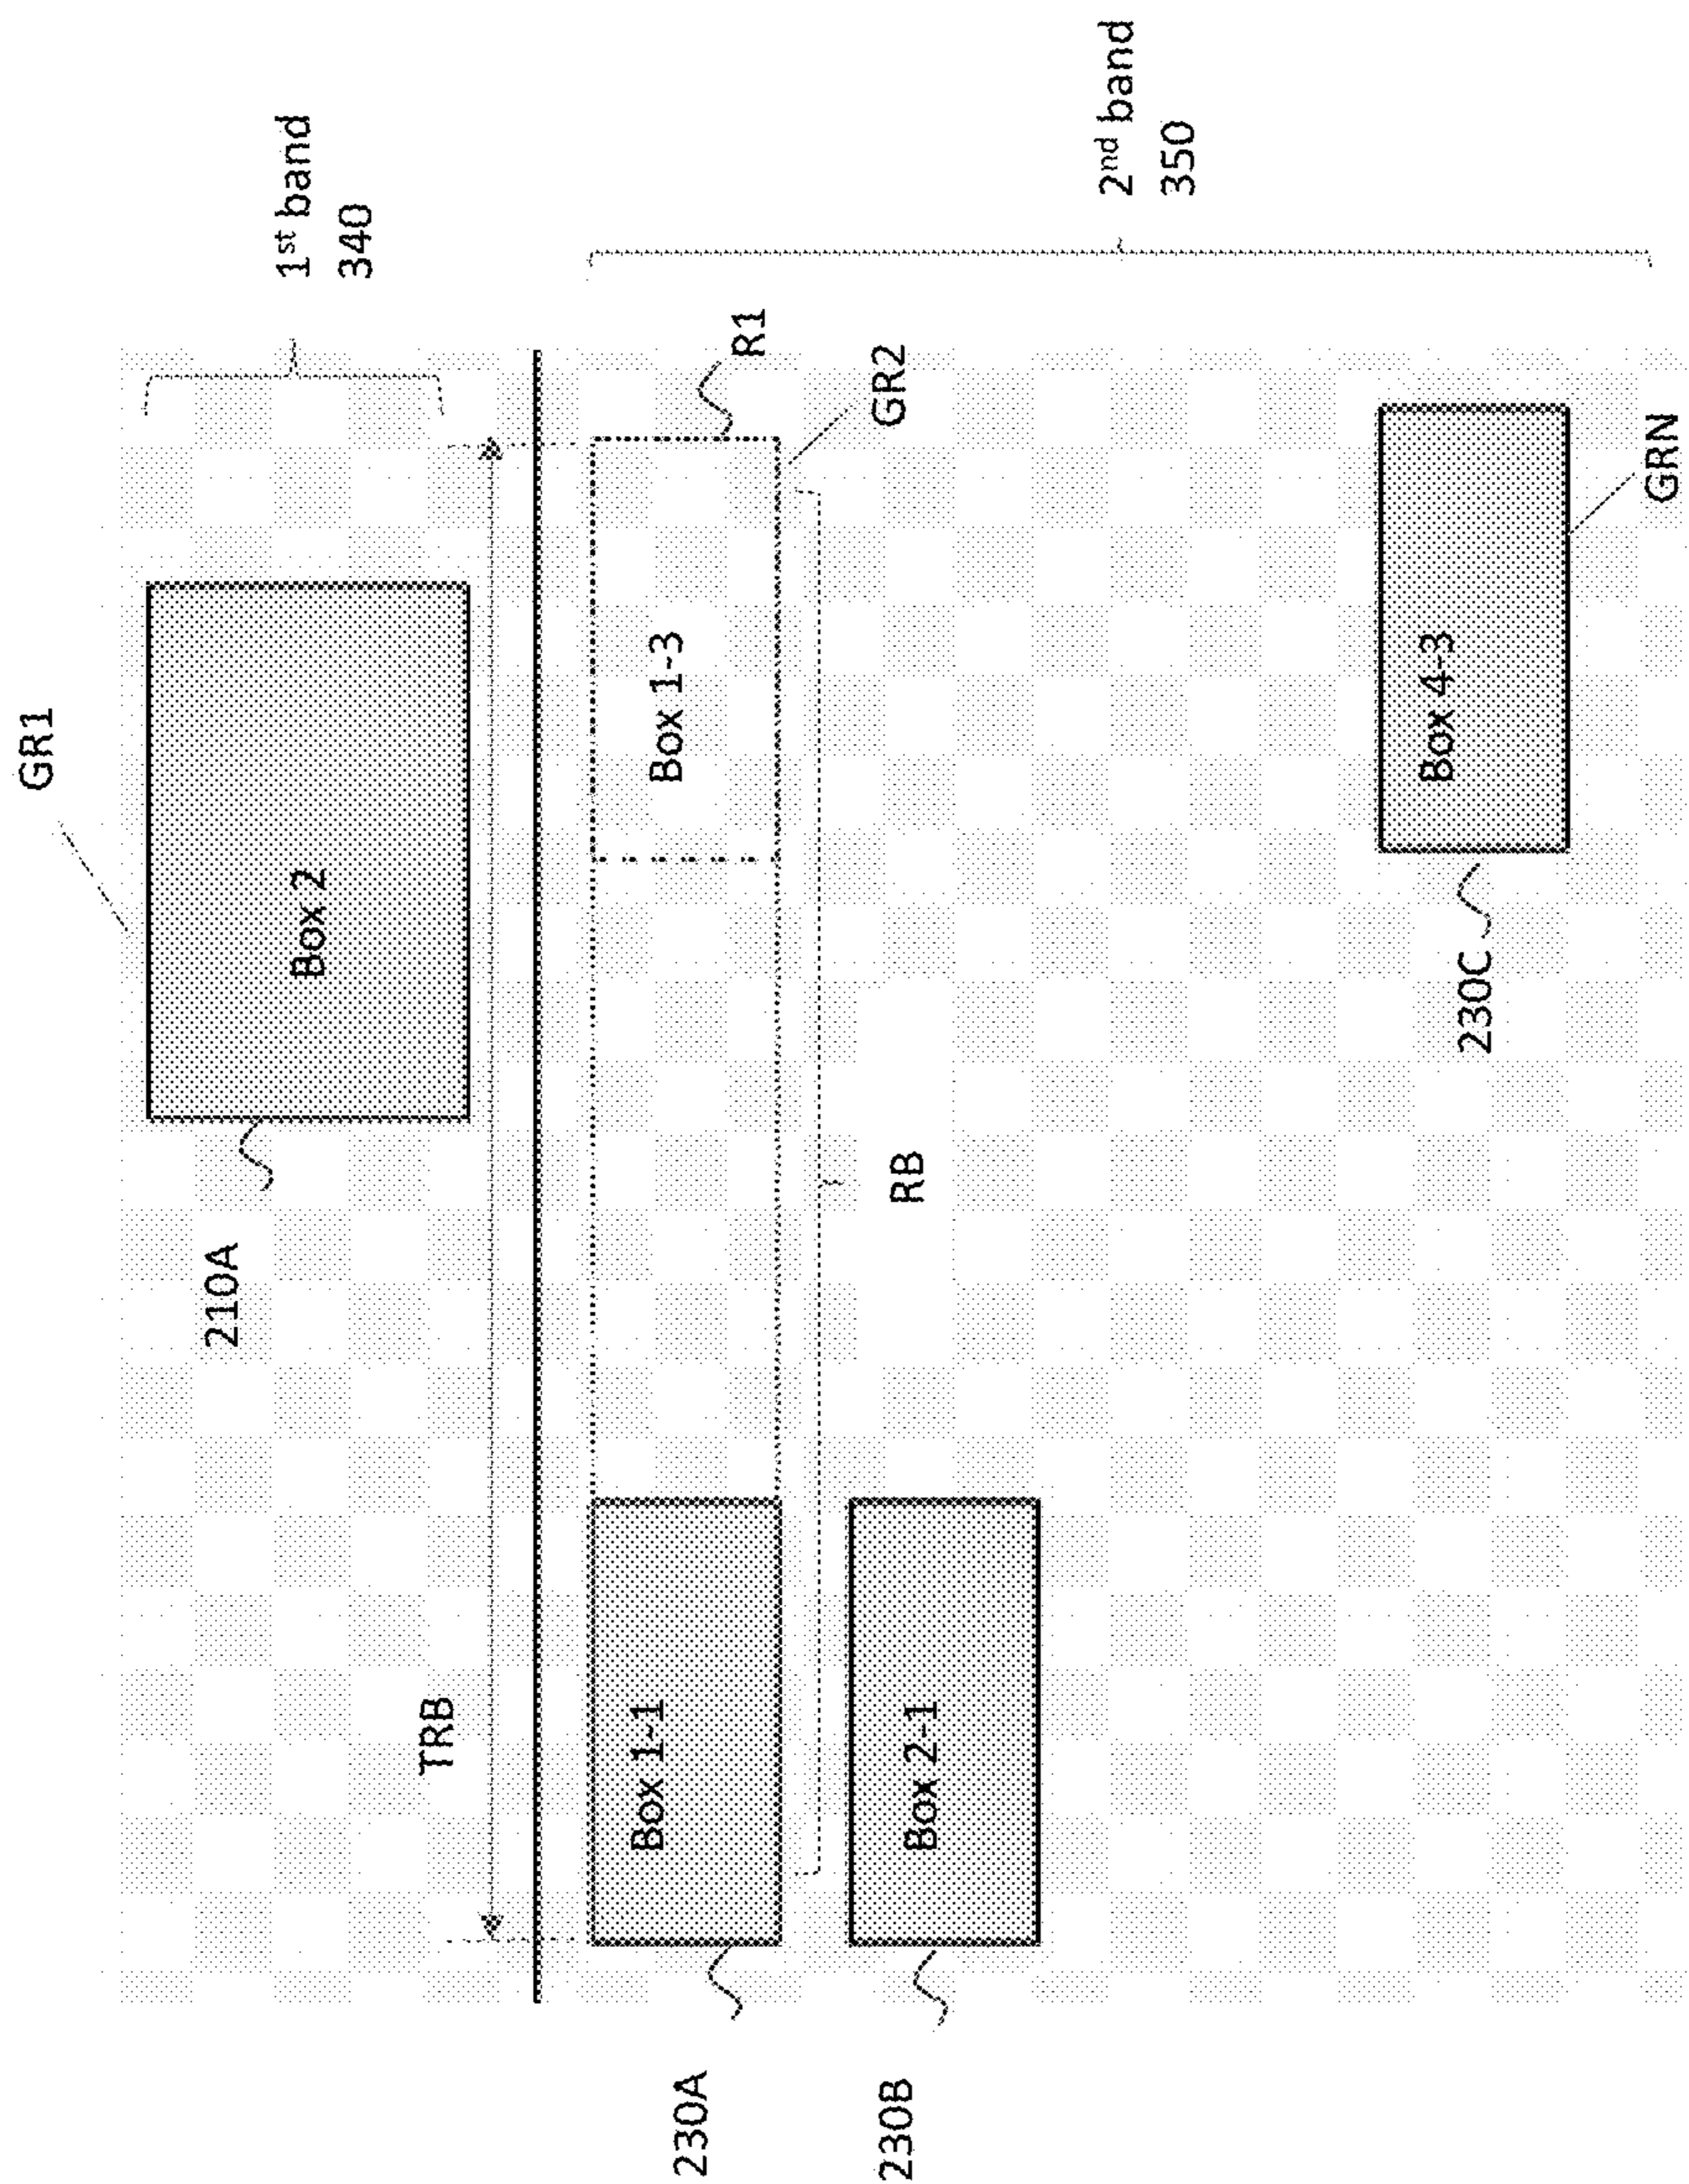 GR1
210A
Box 2
1st band
340
TRB
230A
Box 1-1
Box 1-3
R1
GR2
RB
230B
Box 2-1
2nd band
350
230C
Box 4-3
GRN